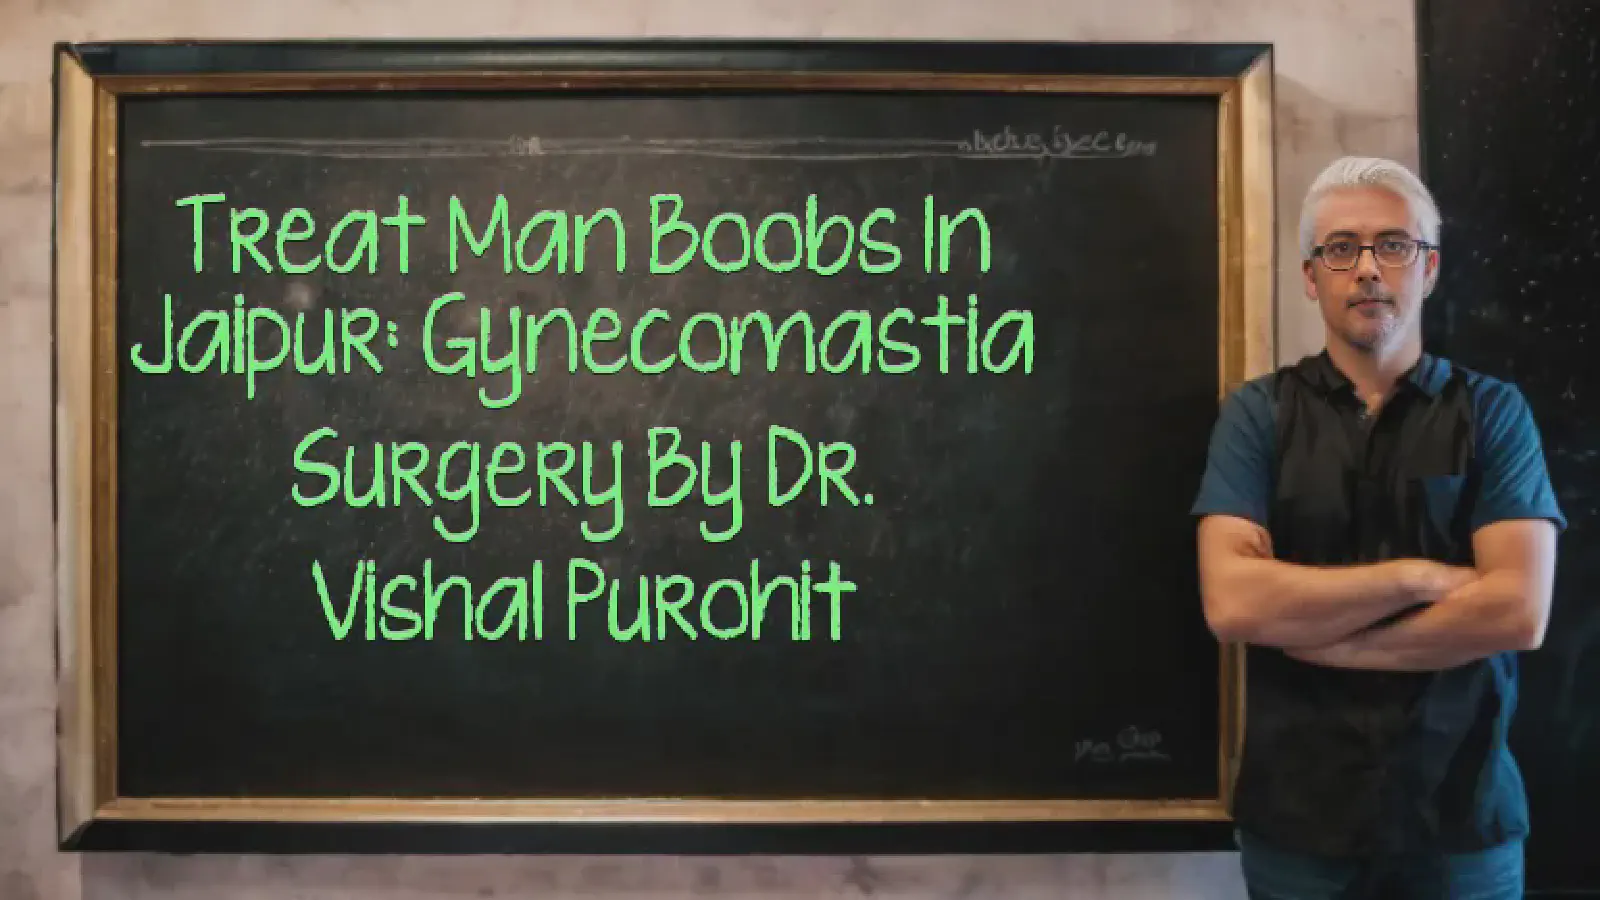 Treat Man Boobs In
Jaipur: Gynecomastia
Surgery By Dr.
Vishal Purohit